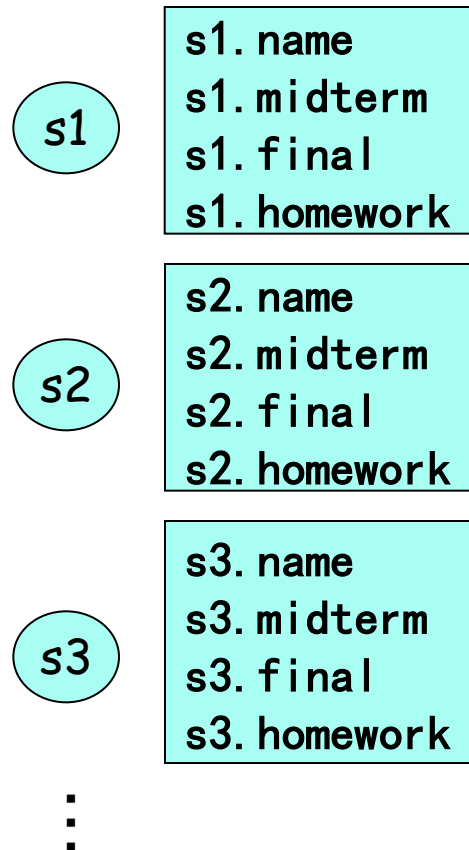 s1
s1.name
s1.midterm
s1.final
s1.homework
s2
s2.name
s2.midterm
s2.final
s2.homework
s3
s3.name
s3.midterm
s3.final
s3.homework
⋮